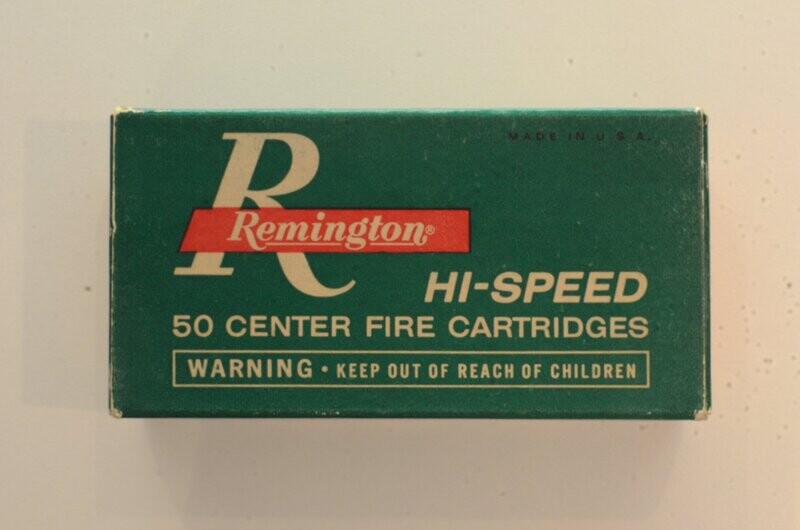 MADE IN U.S.A.
R
Remington®
HI-SPEED
50 CENTER FIRE CARTRIDGES
WARNING • KEEP OUT OF REACH OF CHILDREN